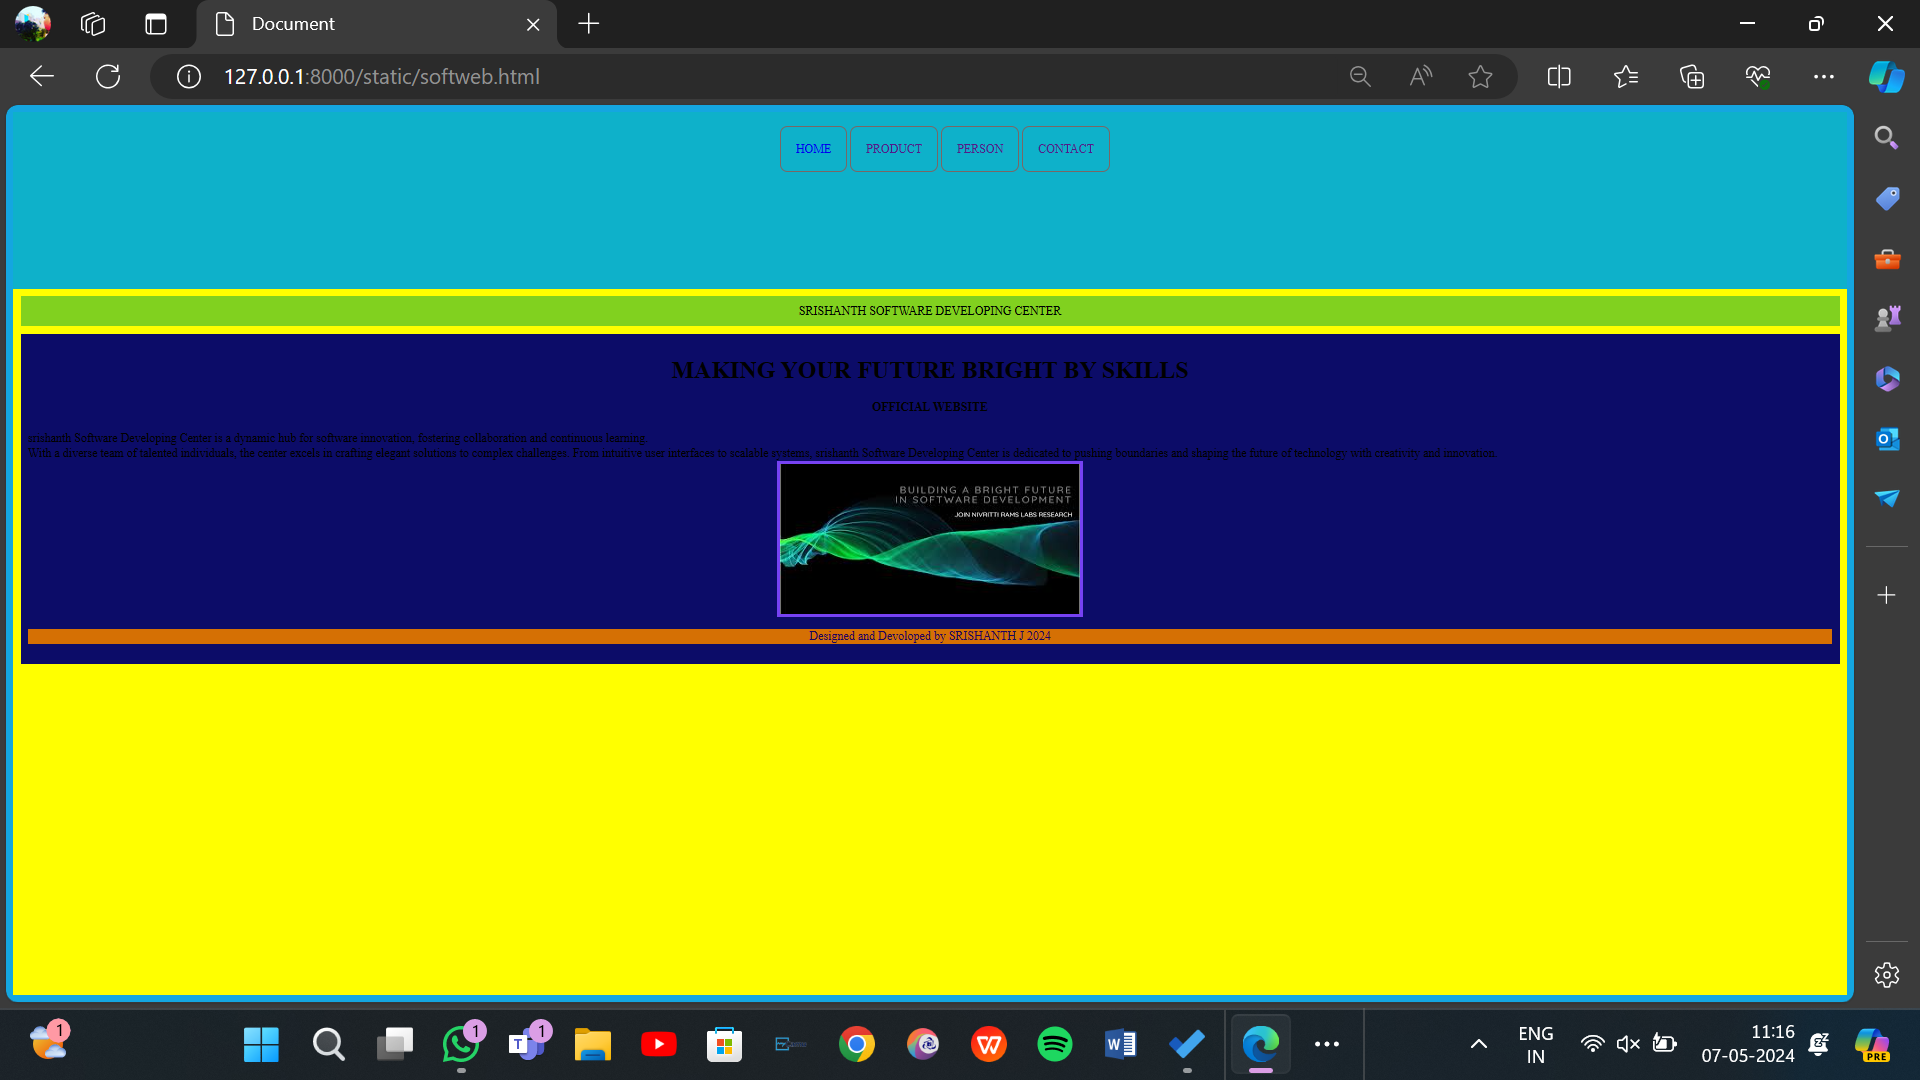 Document
127.0.0.1:8000/static/softweb.html
HOME PRODUCT PERSON CONTACT
SRISHANTH SOFTWARE DEVELOPING CENTER
MAKING YOUR FUTURE BRIGHT BY SKILLS
OFFICIAL WEBSITE
srishanth Software Developing Center is a dynamic hub for software innovation, fostering collaboration and continuous learning.
With a diverse team of talented individuals, the center excels in crafting elegant solutions to complex challenges. From intuitive user interfaces to scalable systems, srishanth Software Developing Center is dedicated to pushing boundaries and shaping the future of technology with creativity and innovation.
BUILDING A BRIGHT FUTURE
IN SOFTWARE DEVELOPMENT
JOIN NIVRITTI RAMS LABS RESEARCH
Designed and Devoloped by SRISHANTH J 2024
1
1
1
ENG
IN
11:16
07-05-2024
PRE